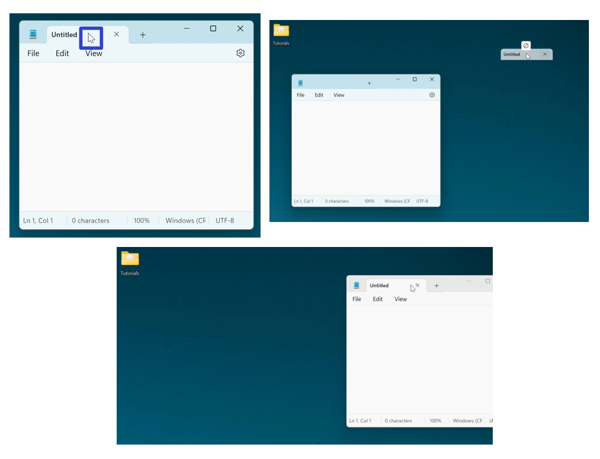 Untitled
File Edit View
Ln 1, Col 1 0 characters 100% Windows (CF UTF-8
Tutorials
Untitled
File Edit View
Ln 1, Col 1 0 characters 100% Windows (CF UTF-8
Tutorials
Untitled
File Edit View
Ln 1, Col 1 0 characters 100% Windows (CF U